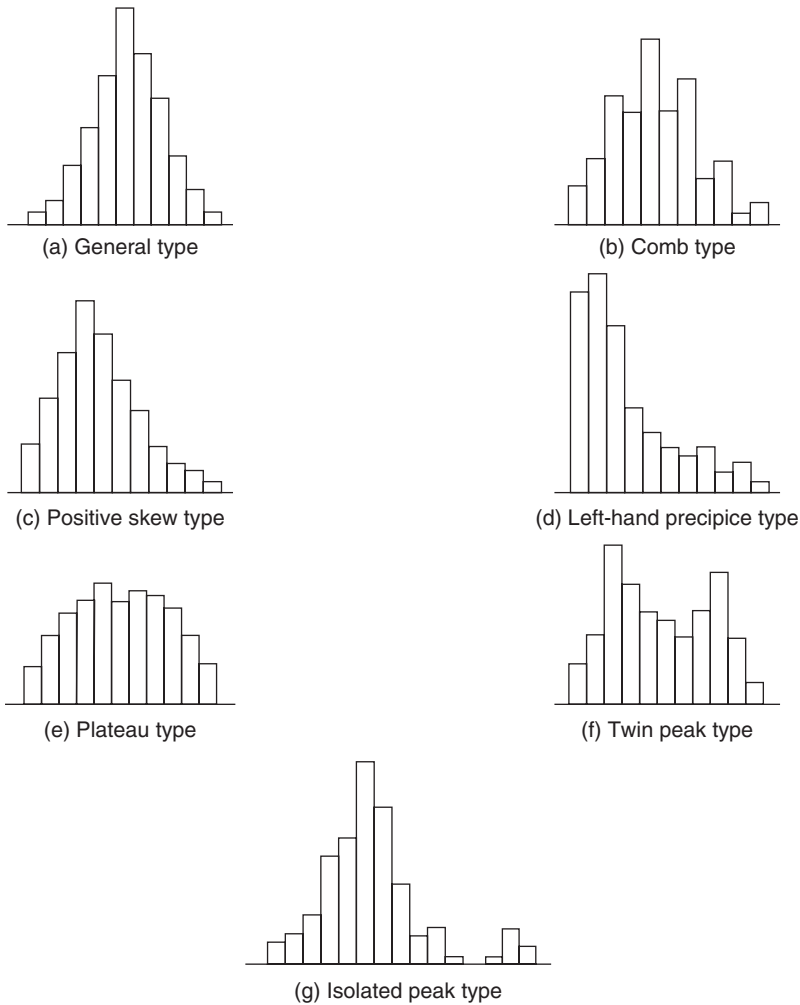 (a) General type
(b) Comb type
(c) Positive skew type
(d) Left-hand precipice type
(e) Plateau type
(f) Twin peak type
(g) Isolated peak type